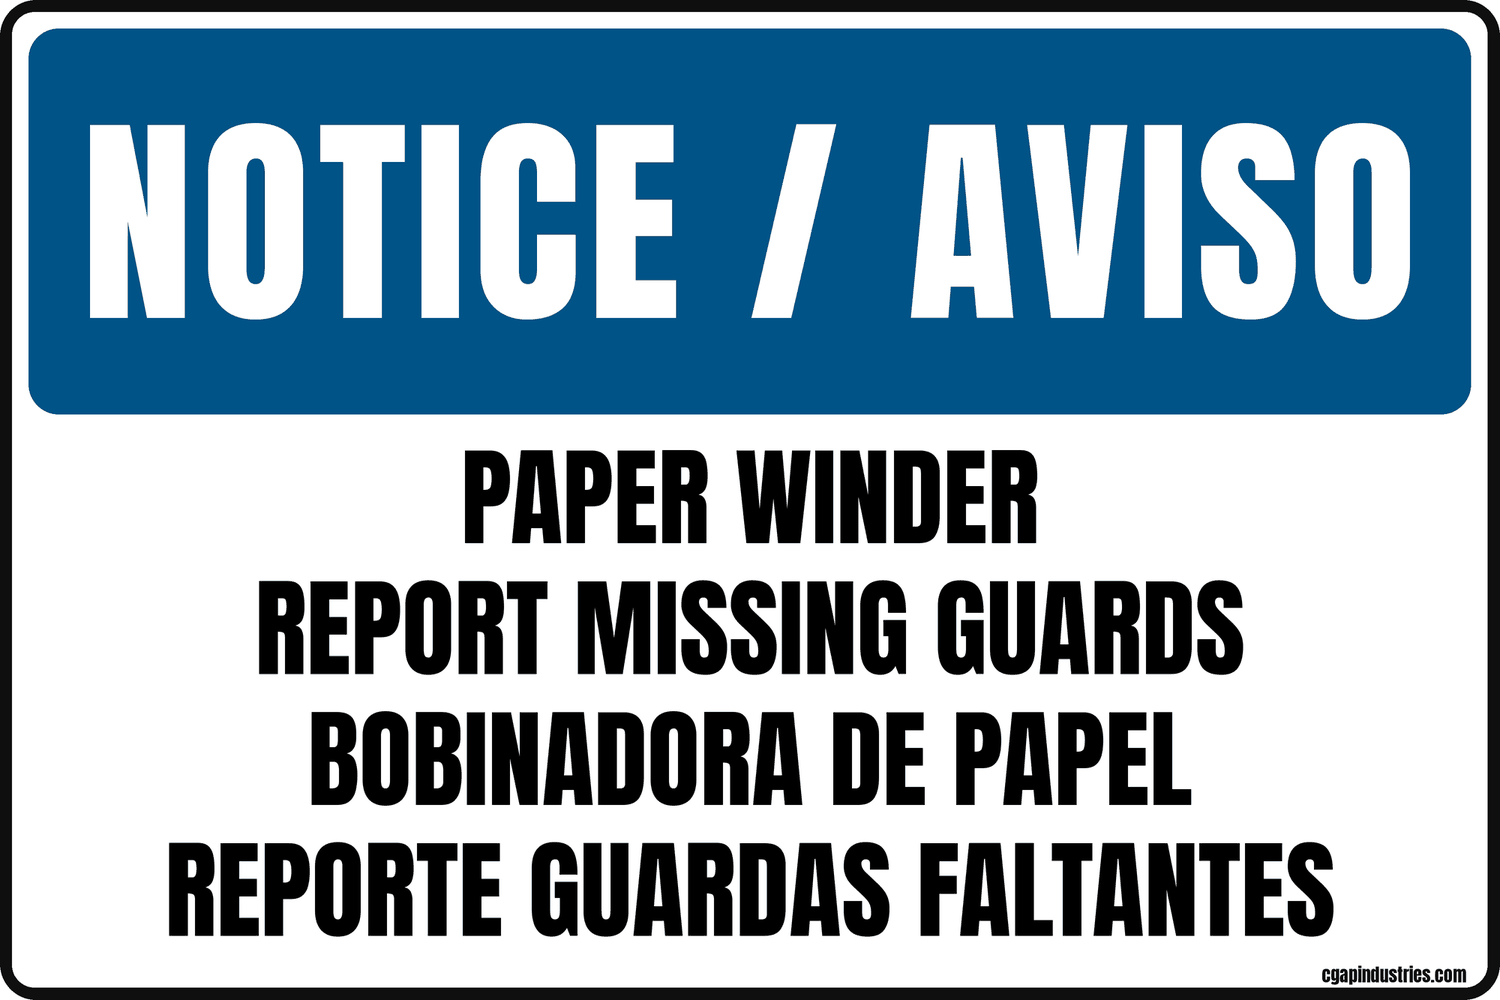 NOTICE / AVISO
PAPER WINDER
REPORT MISSING GUARDS
BOBINADORA DE PAPEL
REPORTE GUARDAS FALTANTES
cgapindustries.com